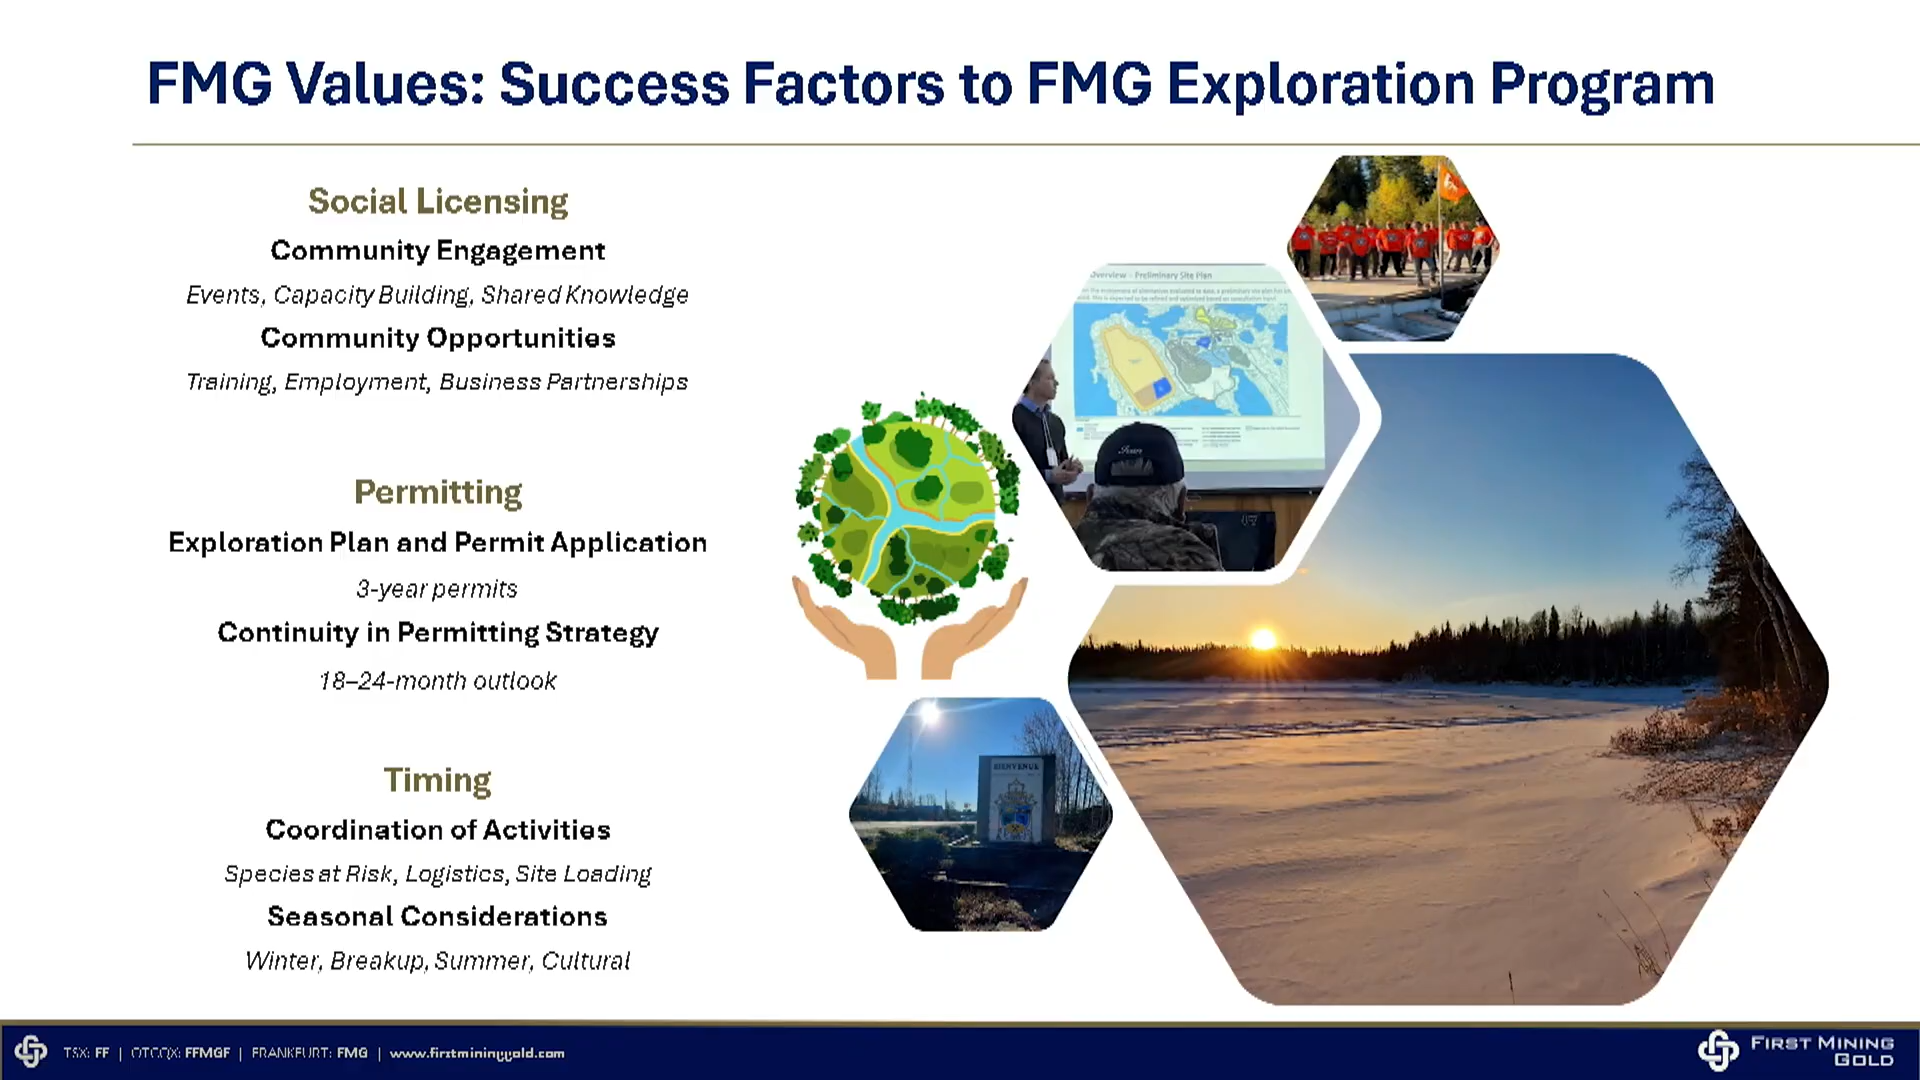 FMG Values: Success Factors to FMG Exploration Program
Social Licensing
Community Engagement
Events, Capacity Building, Shared Knowledge
Community Opportunities
Training, Employment, Business Partnerships
Permitting
Exploration Plan and Permit Application
3-year permits
Continuity in Permitting Strategy
18–24-month outlook
Timing
Coordination of Activities
Species at Risk, Logistics, Site Loading
Seasonal Considerations
Winter, Breakup, Summer, Cultural
Overview – Preliminary Site Plan
BIENVENUE
TSX: FF | OTCQX: FFMGF | FRANKFURT: FMG | www.firstmininggold.com
FIRST MINING
GOLD